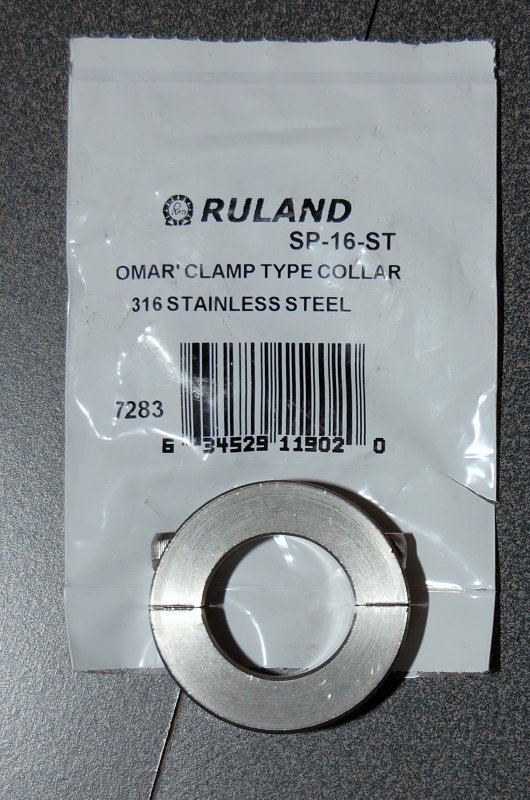 RULAND
SP-16-ST
OMAR' CLAMP TYPE COLLAR
316 STAINLESS STEEL
7283
6 34529 11902 0